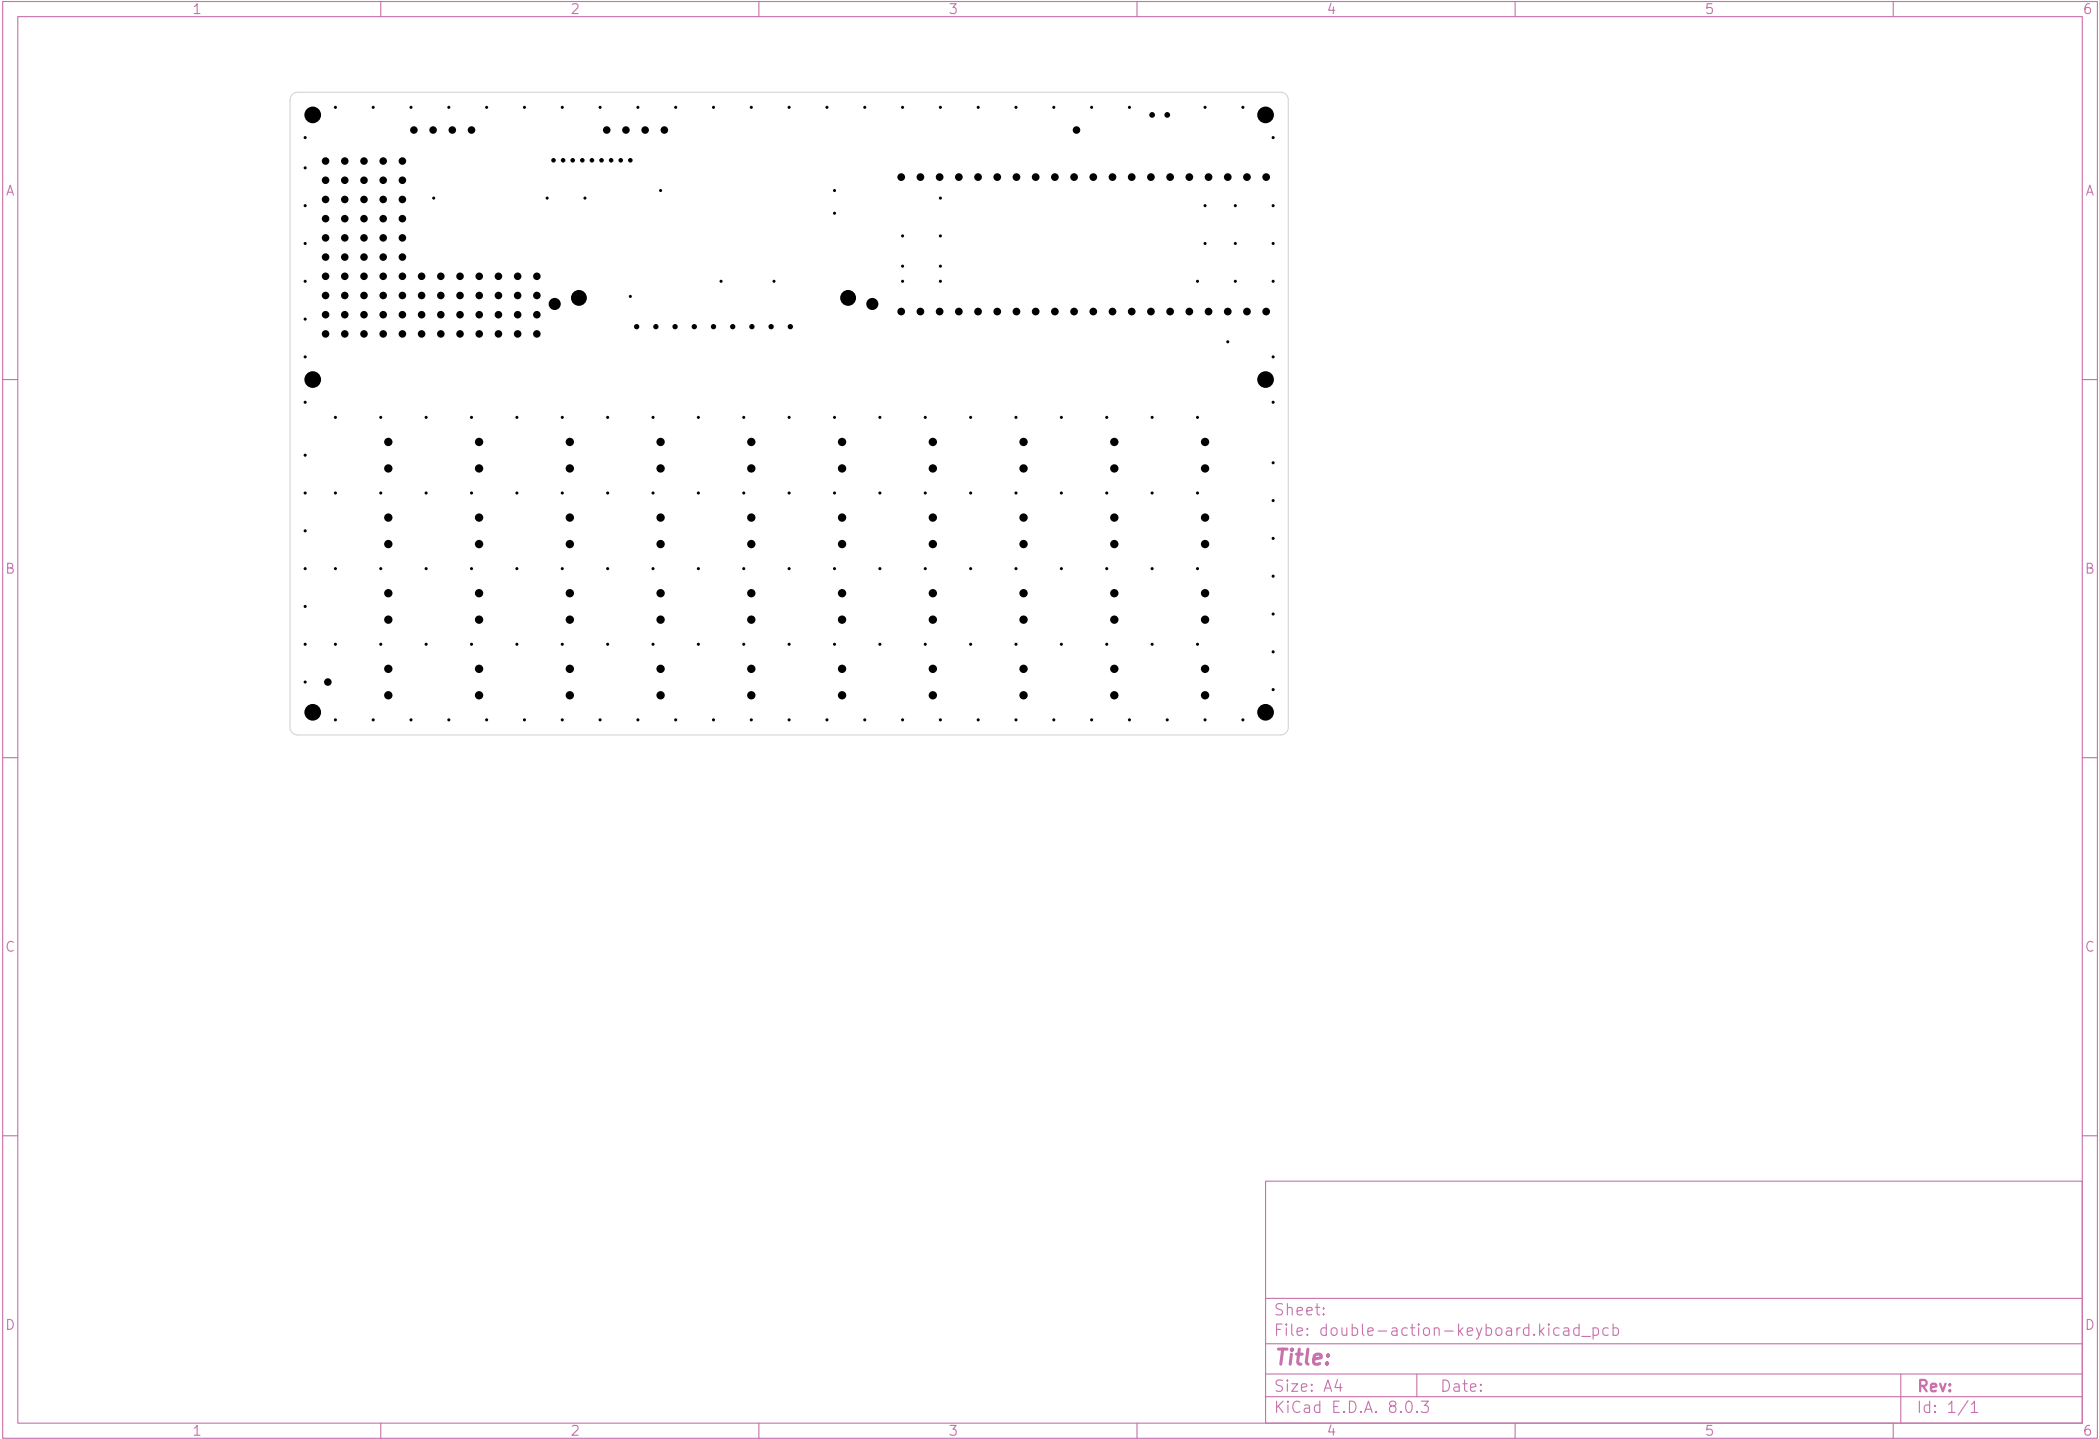 1 2 3 4 5 6
A A
B B
C C
D D
Sheet:
File: double-action-keyboard.kicad_pcb
Title:
Size: A4 Date: Rev:
KiCad E.D.A. 8.0.3 Id: 1/1
1 2 3 4 5 6